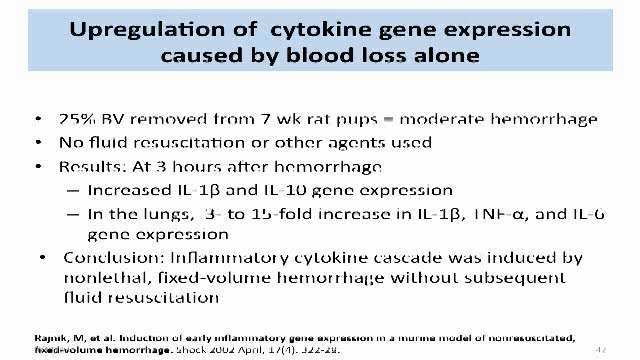 Upregulation of cytokine gene expression
caused by blood loss alone
• 25% BV removed from 7 wk rat pups = moderate hemorrhage
• No fluid resuscitation or other agents used
• Results: At 3 hours after hemorrhage
– Increased IL-1β and IL-10 gene expression
– In the lungs, 3- to 15-fold increase in IL-1β, TNF-α, and IL-6
gene expression
• Conclusion: Inflammatory cytokine cascade was induced by
nonlethal, fixed-volume hemorrhage without subsequent
fluid resuscitation
Rajnik, M, et al. Induction of early inflammatory gene expression in a murine model of nonresuscitated,
fixed-volume hemorrhage. Shock 2002 April; 17(4): 322-28.